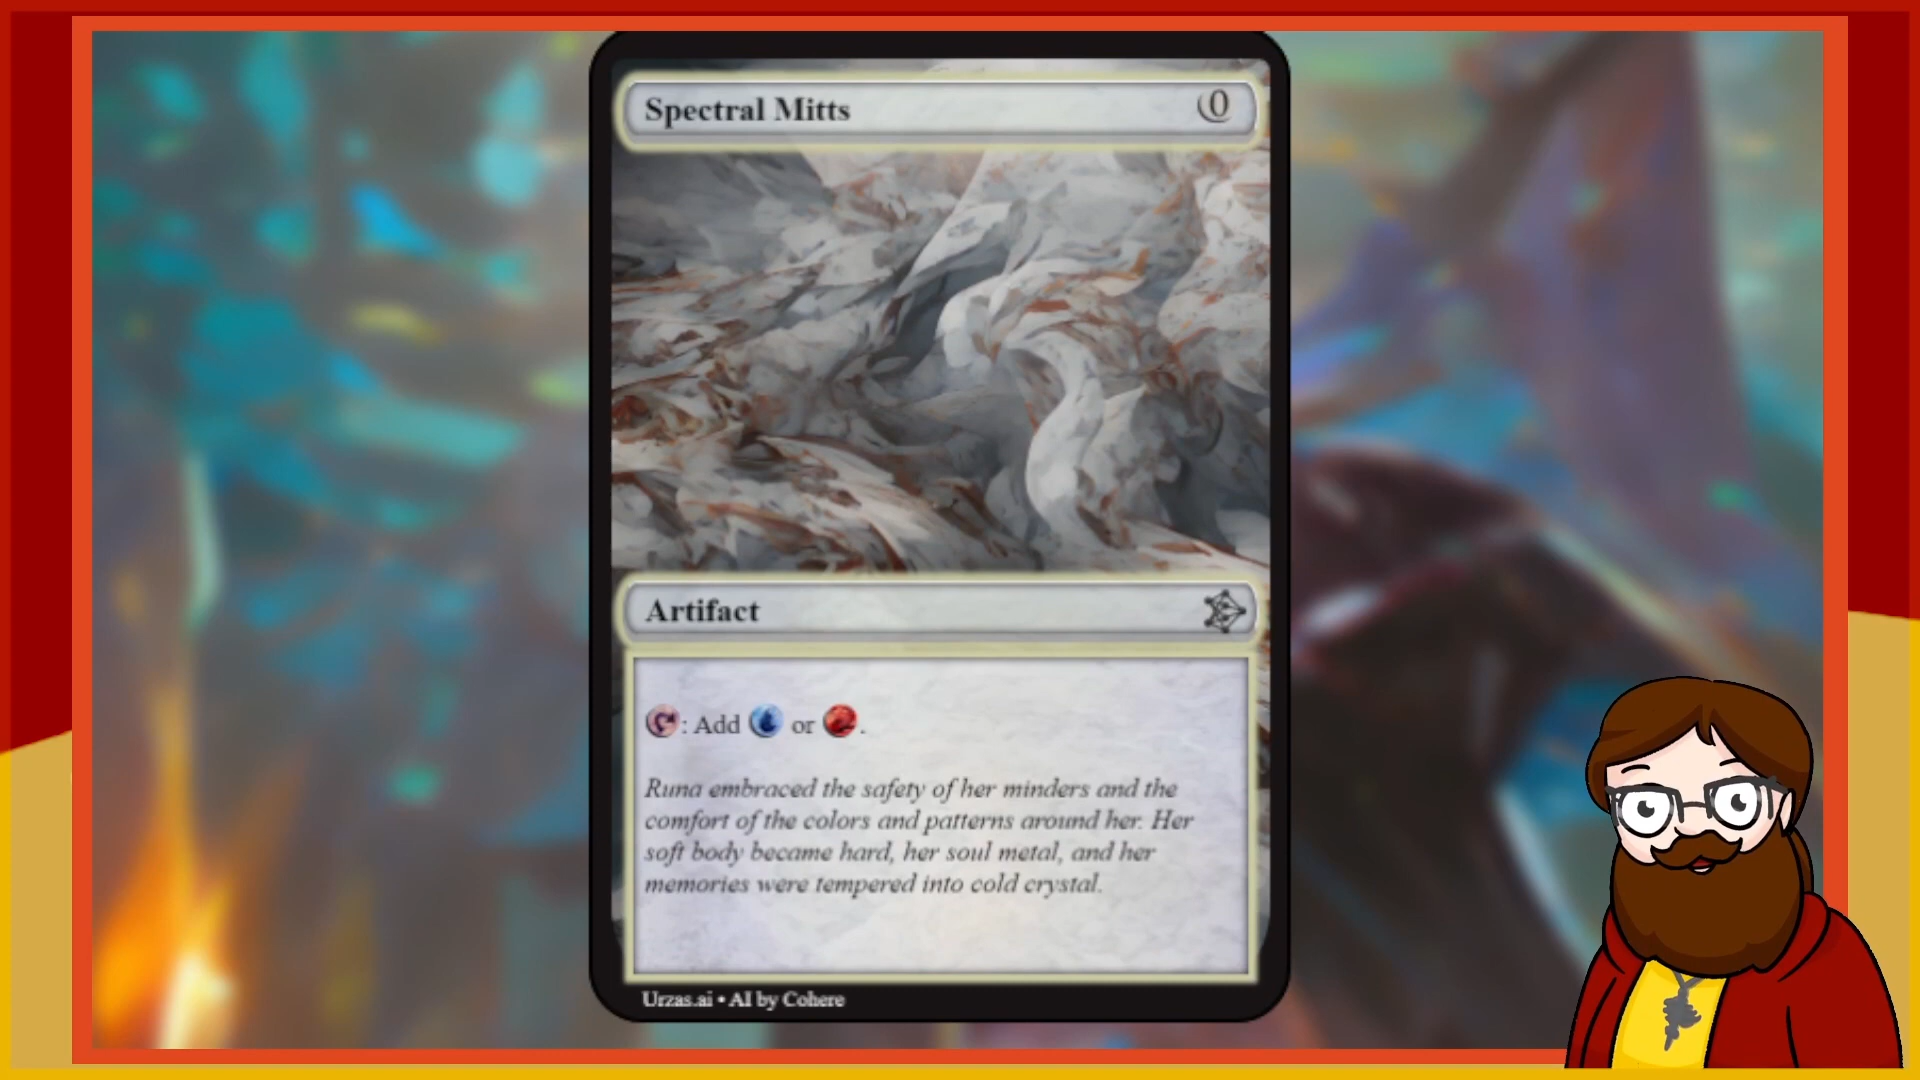 Spectral Mitts 0
Artifact
: Add or .
Runa embraced the safety of her minders and the
comfort of the colors and patterns around her. Her
soft body became hard, her soul metal, and her
memories were tempered into cold crystal.
Urzas.ai • AI by Cohere